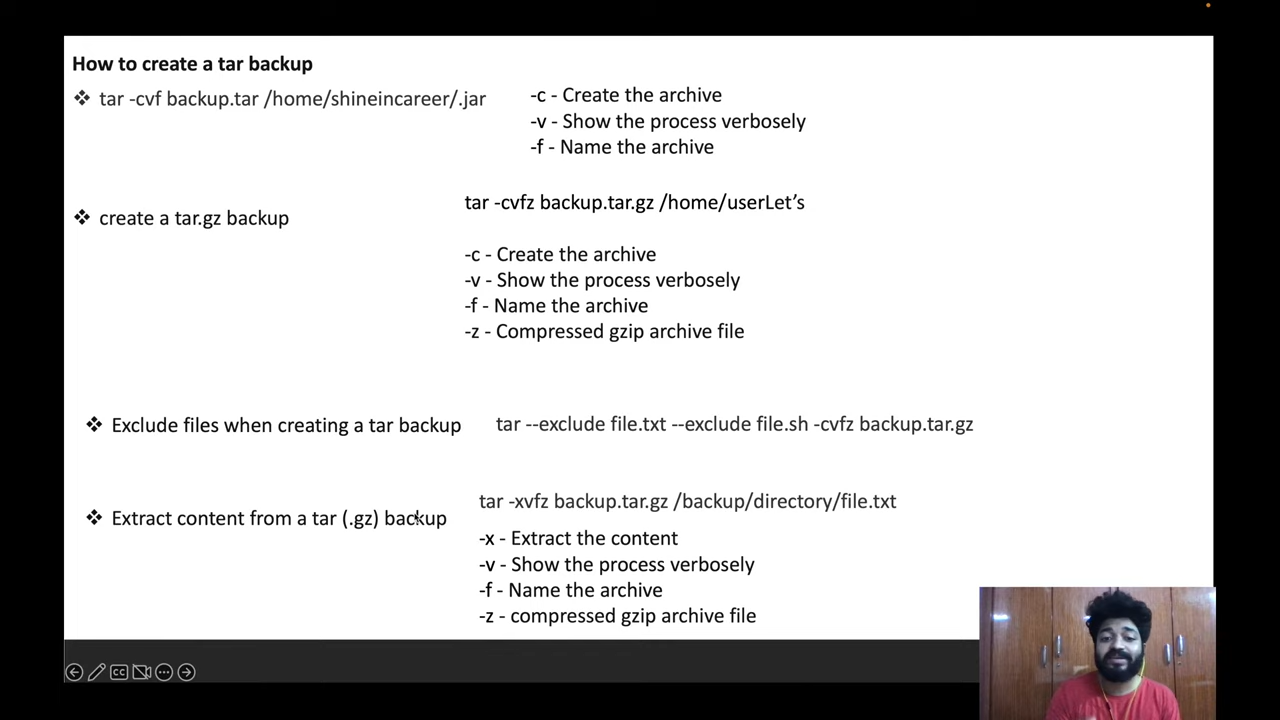 How to create a tar backup
❖ tar -cvf backup.tar /home/shineincareer/.jar
-c - Create the archive
-v - Show the process verbosely
-f - Name the archive
❖ create a tar.gz backup
tar -cvfz backup.tar.gz /home/userLet’s
-c - Create the archive
-v - Show the process verbosely
-f - Name the archive
-z - Compressed gzip archive file
❖ Exclude files when creating a tar backup
tar --exclude file.txt --exclude file.sh -cvfz backup.tar.gz
❖ Extract content from a tar (.gz) backup
tar -xvfz backup.tar.gz /backup/directory/file.txt
-x - Extract the content
-v - Show the process verbosely
-f - Name the archive
-z - compressed gzip archive file
CC